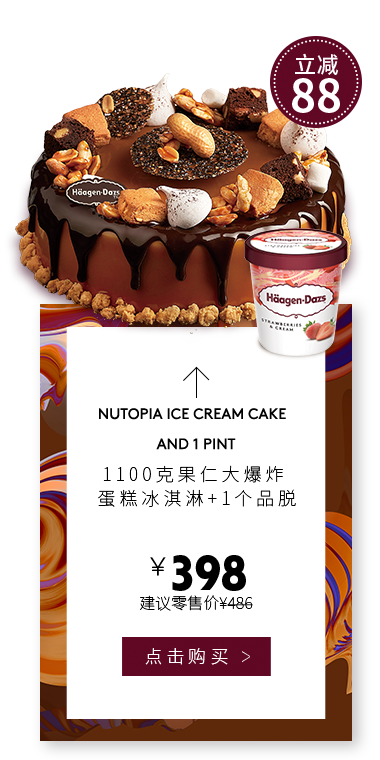 立减
88
Häagen-Dazs
Häagen-Dazs
STRAWBERRIES
& CREAM
NUTOPIA ICE CREAM CAKE
AND 1 PINT
1100克果仁大爆炸
蛋糕冰淇淋+1个品脱
¥398
建议零售价¥486
点击购买 >